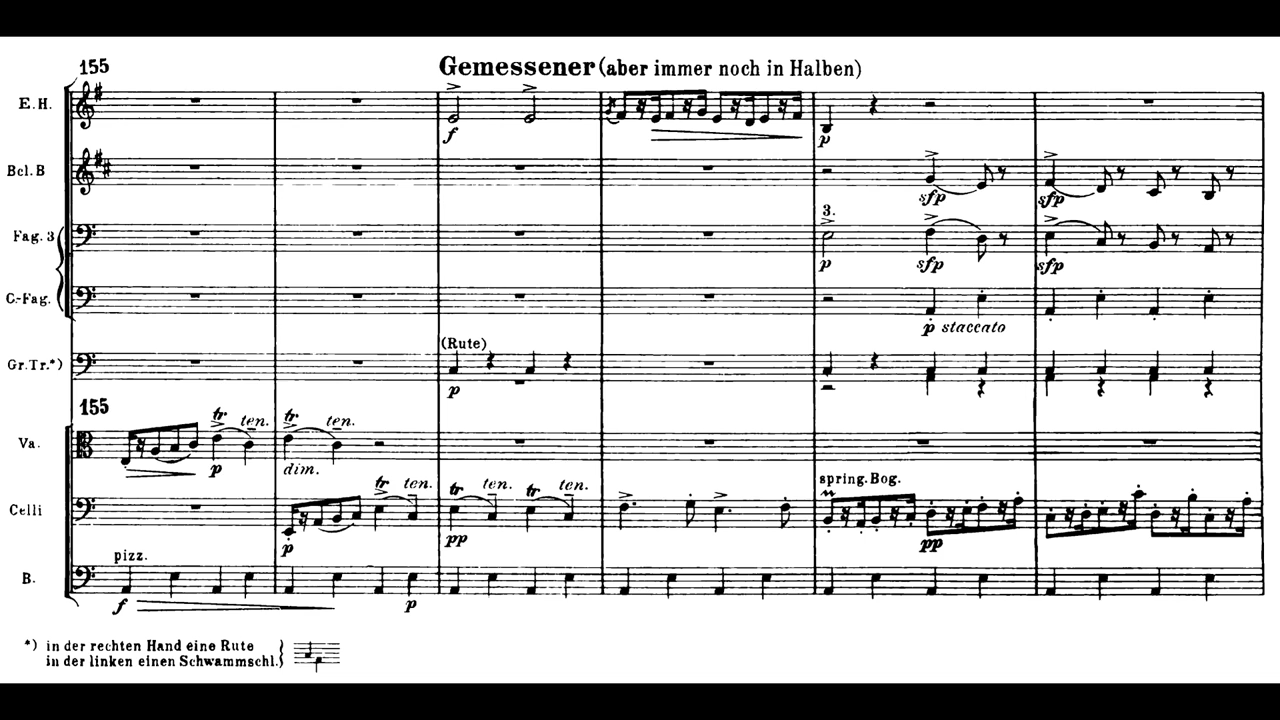 155 Gemessener (aber immer noch in Halben)
E.H.
f p
Bcl.B
sfp sfp
3.
Fag. 3
p sfp sfp
C-Fag.
p staccato
(Rute)
Gr.Tr.*)
p
155
tr ten. tr ten.
Va.
p dim.
spring. Bog.
tr ten. tr ten. tr ten.
Celli
p pp pp
pizz.
B.
f p
*) in der rechten Hand eine Rute
in der linken einen Schwammschl.